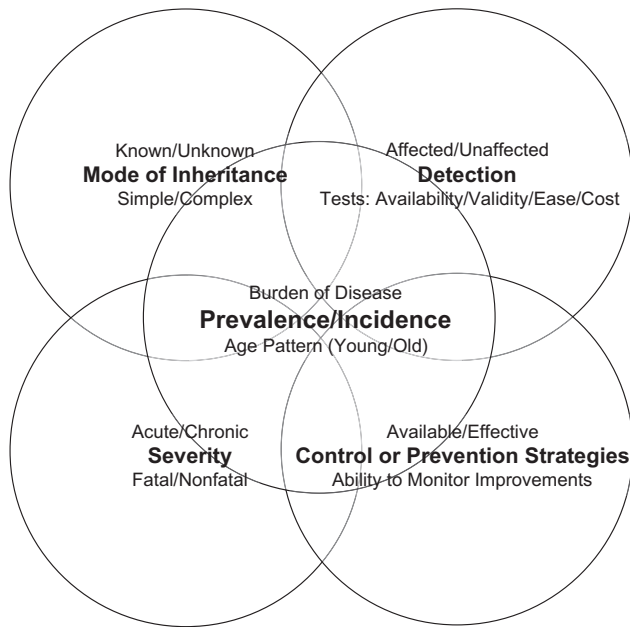 Known/Unknown
Mode of Inheritance
Simple/Complex
Affected/Unaffected
Detection
Tests: Availability/Validity/Ease/Cost
Burden of Disease
Prevalence/Incidence
Age Pattern (Young/Old)
Acute/Chronic
Severity
Fatal/Nonfatal
Available/Effective
Control or Prevention Strategies
Ability to Monitor Improvements